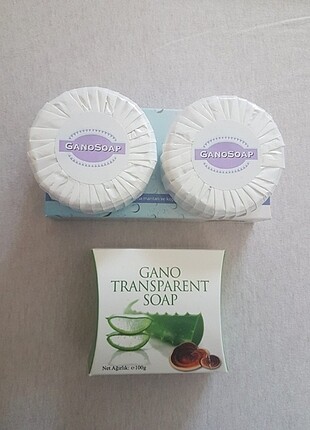 GANOSOAP
GANOSOAP
GANO
TRANSPARENT
SOAP
Net Ağırlık: e 100g